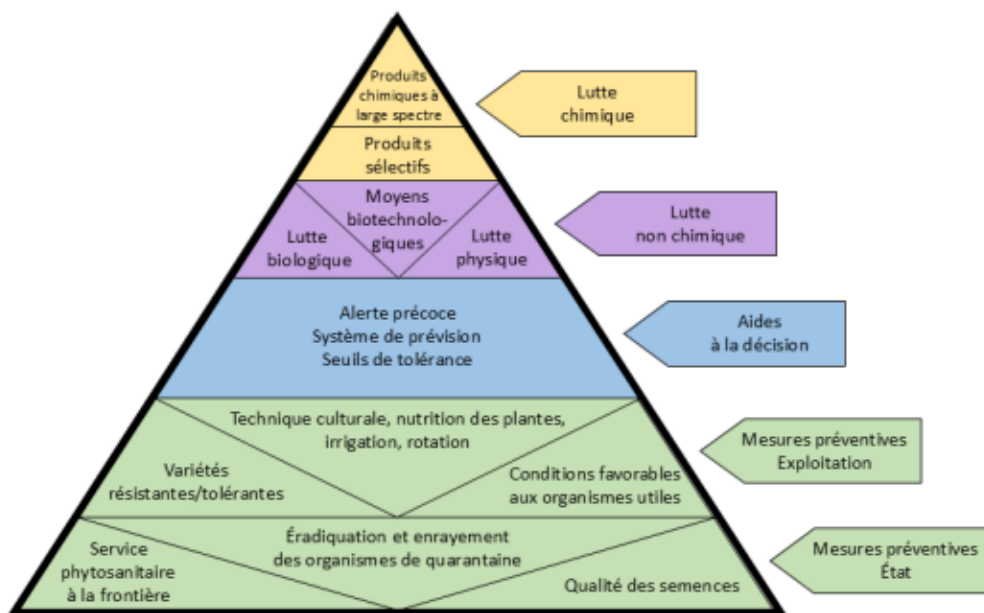 Produits
chimiques à
large spectre
Lutte
chimique
Produits
sélectifs
Moyens
biotechnolo-
giques
Lutte
biologique
Lutte
physique
Lutte
non chimique
Alerte précoce
Système de prévision
Seuils de tolérance
Aides
à la décision
Technique culturale, nutrition des plantes,
irrigation, rotation
Variétés
résistantes/tolérantes
Conditions favorables
aux organismes utiles
Mesures préventives
Exploitation
Éradiquation et enrayement
des organismes de quarantaine
Service
phytosanitaire
à la frontière
Qualité des semences
Mesures préventives
État